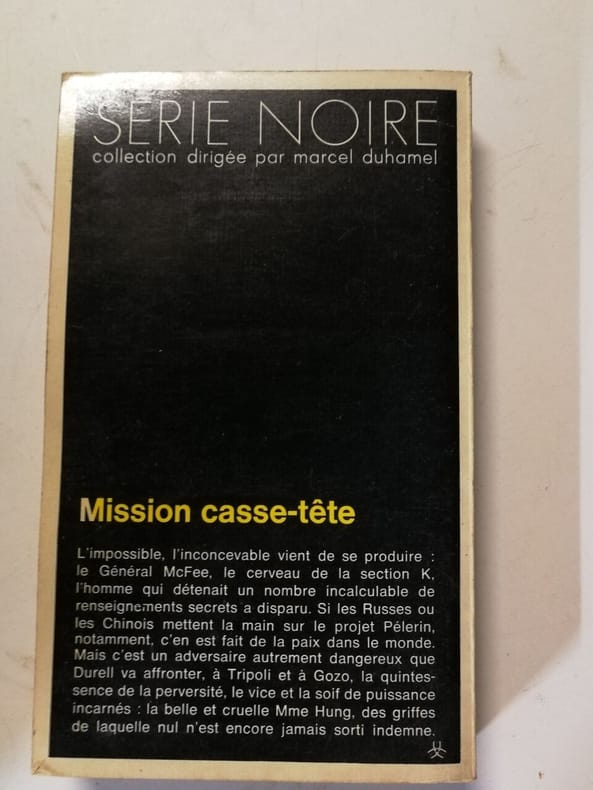 SÉRIE NOIRE
collection dirigée par marcel duhamel
Mission casse-tête
L'impossible, l'inconcevable vient de se produire :
le Général McFee, le cerveau de la section K,
l'homme qui détenait un nombre incalculable de
renseignements secrets a disparu. Si les Russes ou
les Chinois mettent la main sur le projet Pélerin,
notamment, c'en est fait de la paix dans le monde.
Mais c'est un adversaire autrement dangereux que
Durell va affronter, à Tripoli et à Gozo, la quintes-
sence de la perversité, le vice et la soif de puissance
incarnés : la belle et cruelle Mme Hung, des griffes
de laquelle nul n'est encore jamais sorti indemne.